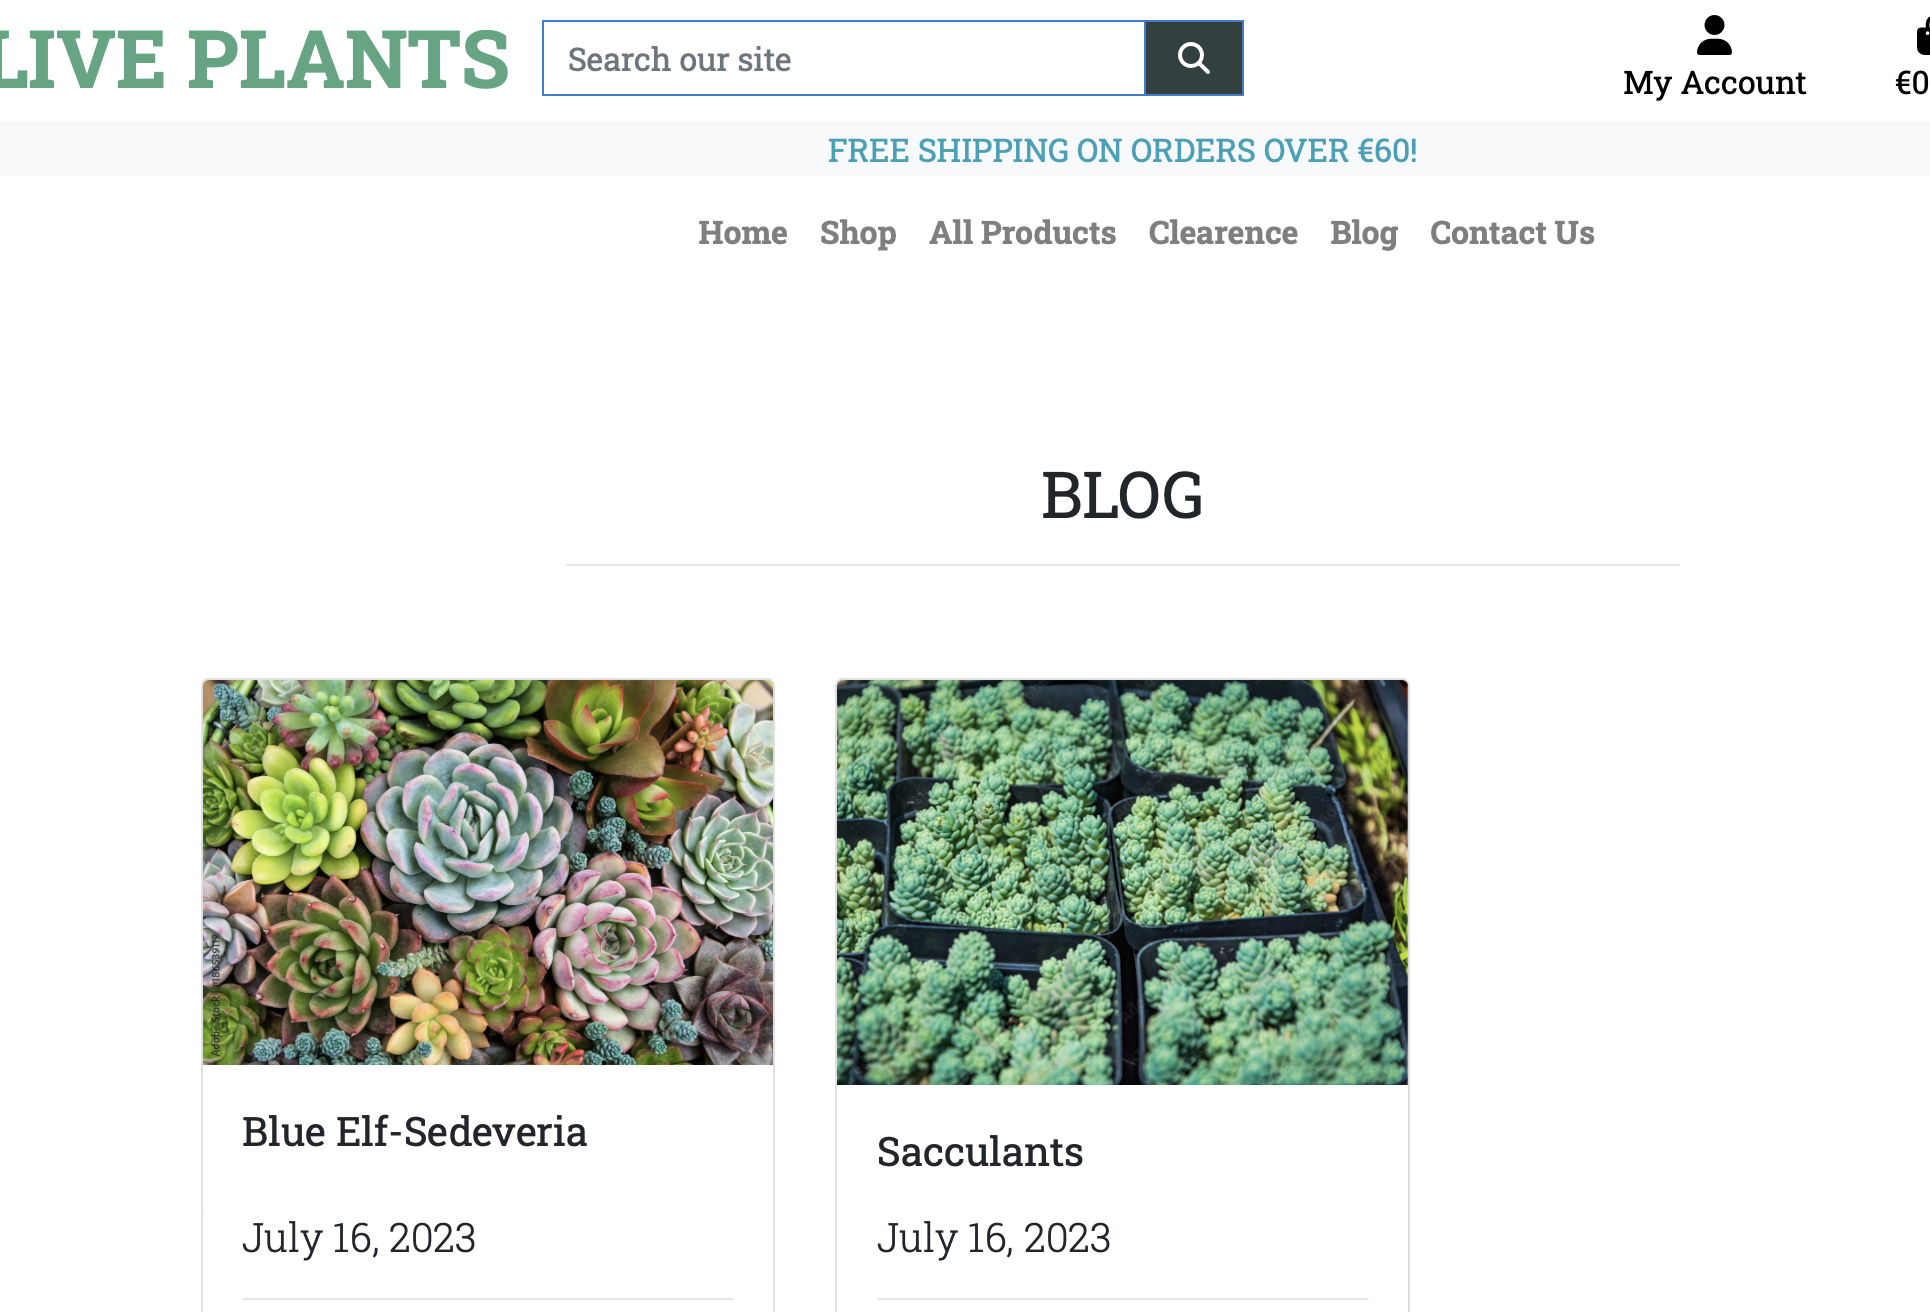 LIVE PLANTS
Search our site
My Account
€0
FREE SHIPPING ON ORDERS OVER €60!
Home Shop All Products Clearence Blog Contact Us
BLOG
Blue Elf-Sedeveria
July 16, 2023
Sacculants
July 16, 2023